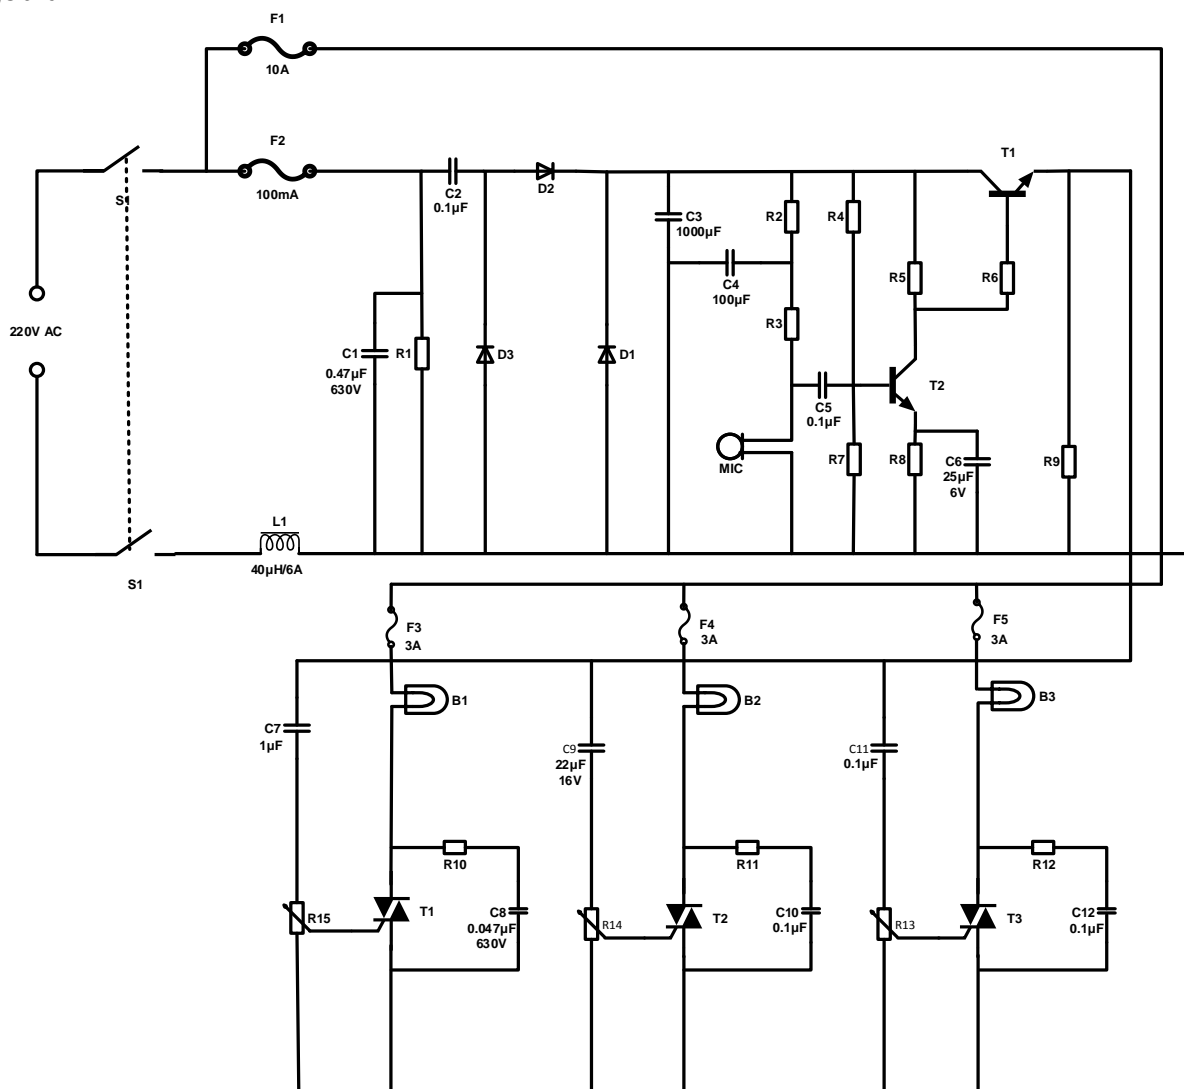 F1
10A
F2
100mA
S1
220V AC
C2
0.1µF
D2
T1
C3
1000µF
R2
R4
C4
100µF
R5
R6
R3
C1
0.47µF
630V
R1
D3
D1
C5
0.1µF
T2
MIC
R7
R8
C6
25µF
6V
R9
L1
40µH/6A
S1
F3
3A
F4
3A
F5
3A
B1
B2
B3
C7
1µF
C9
22µF
16V
C11
0.1µF
R10
R11
R12
R15
T1
C8
0.047µF
630V
R14
T2
C10
0.1µF
R13
T3
C12
0.1µF